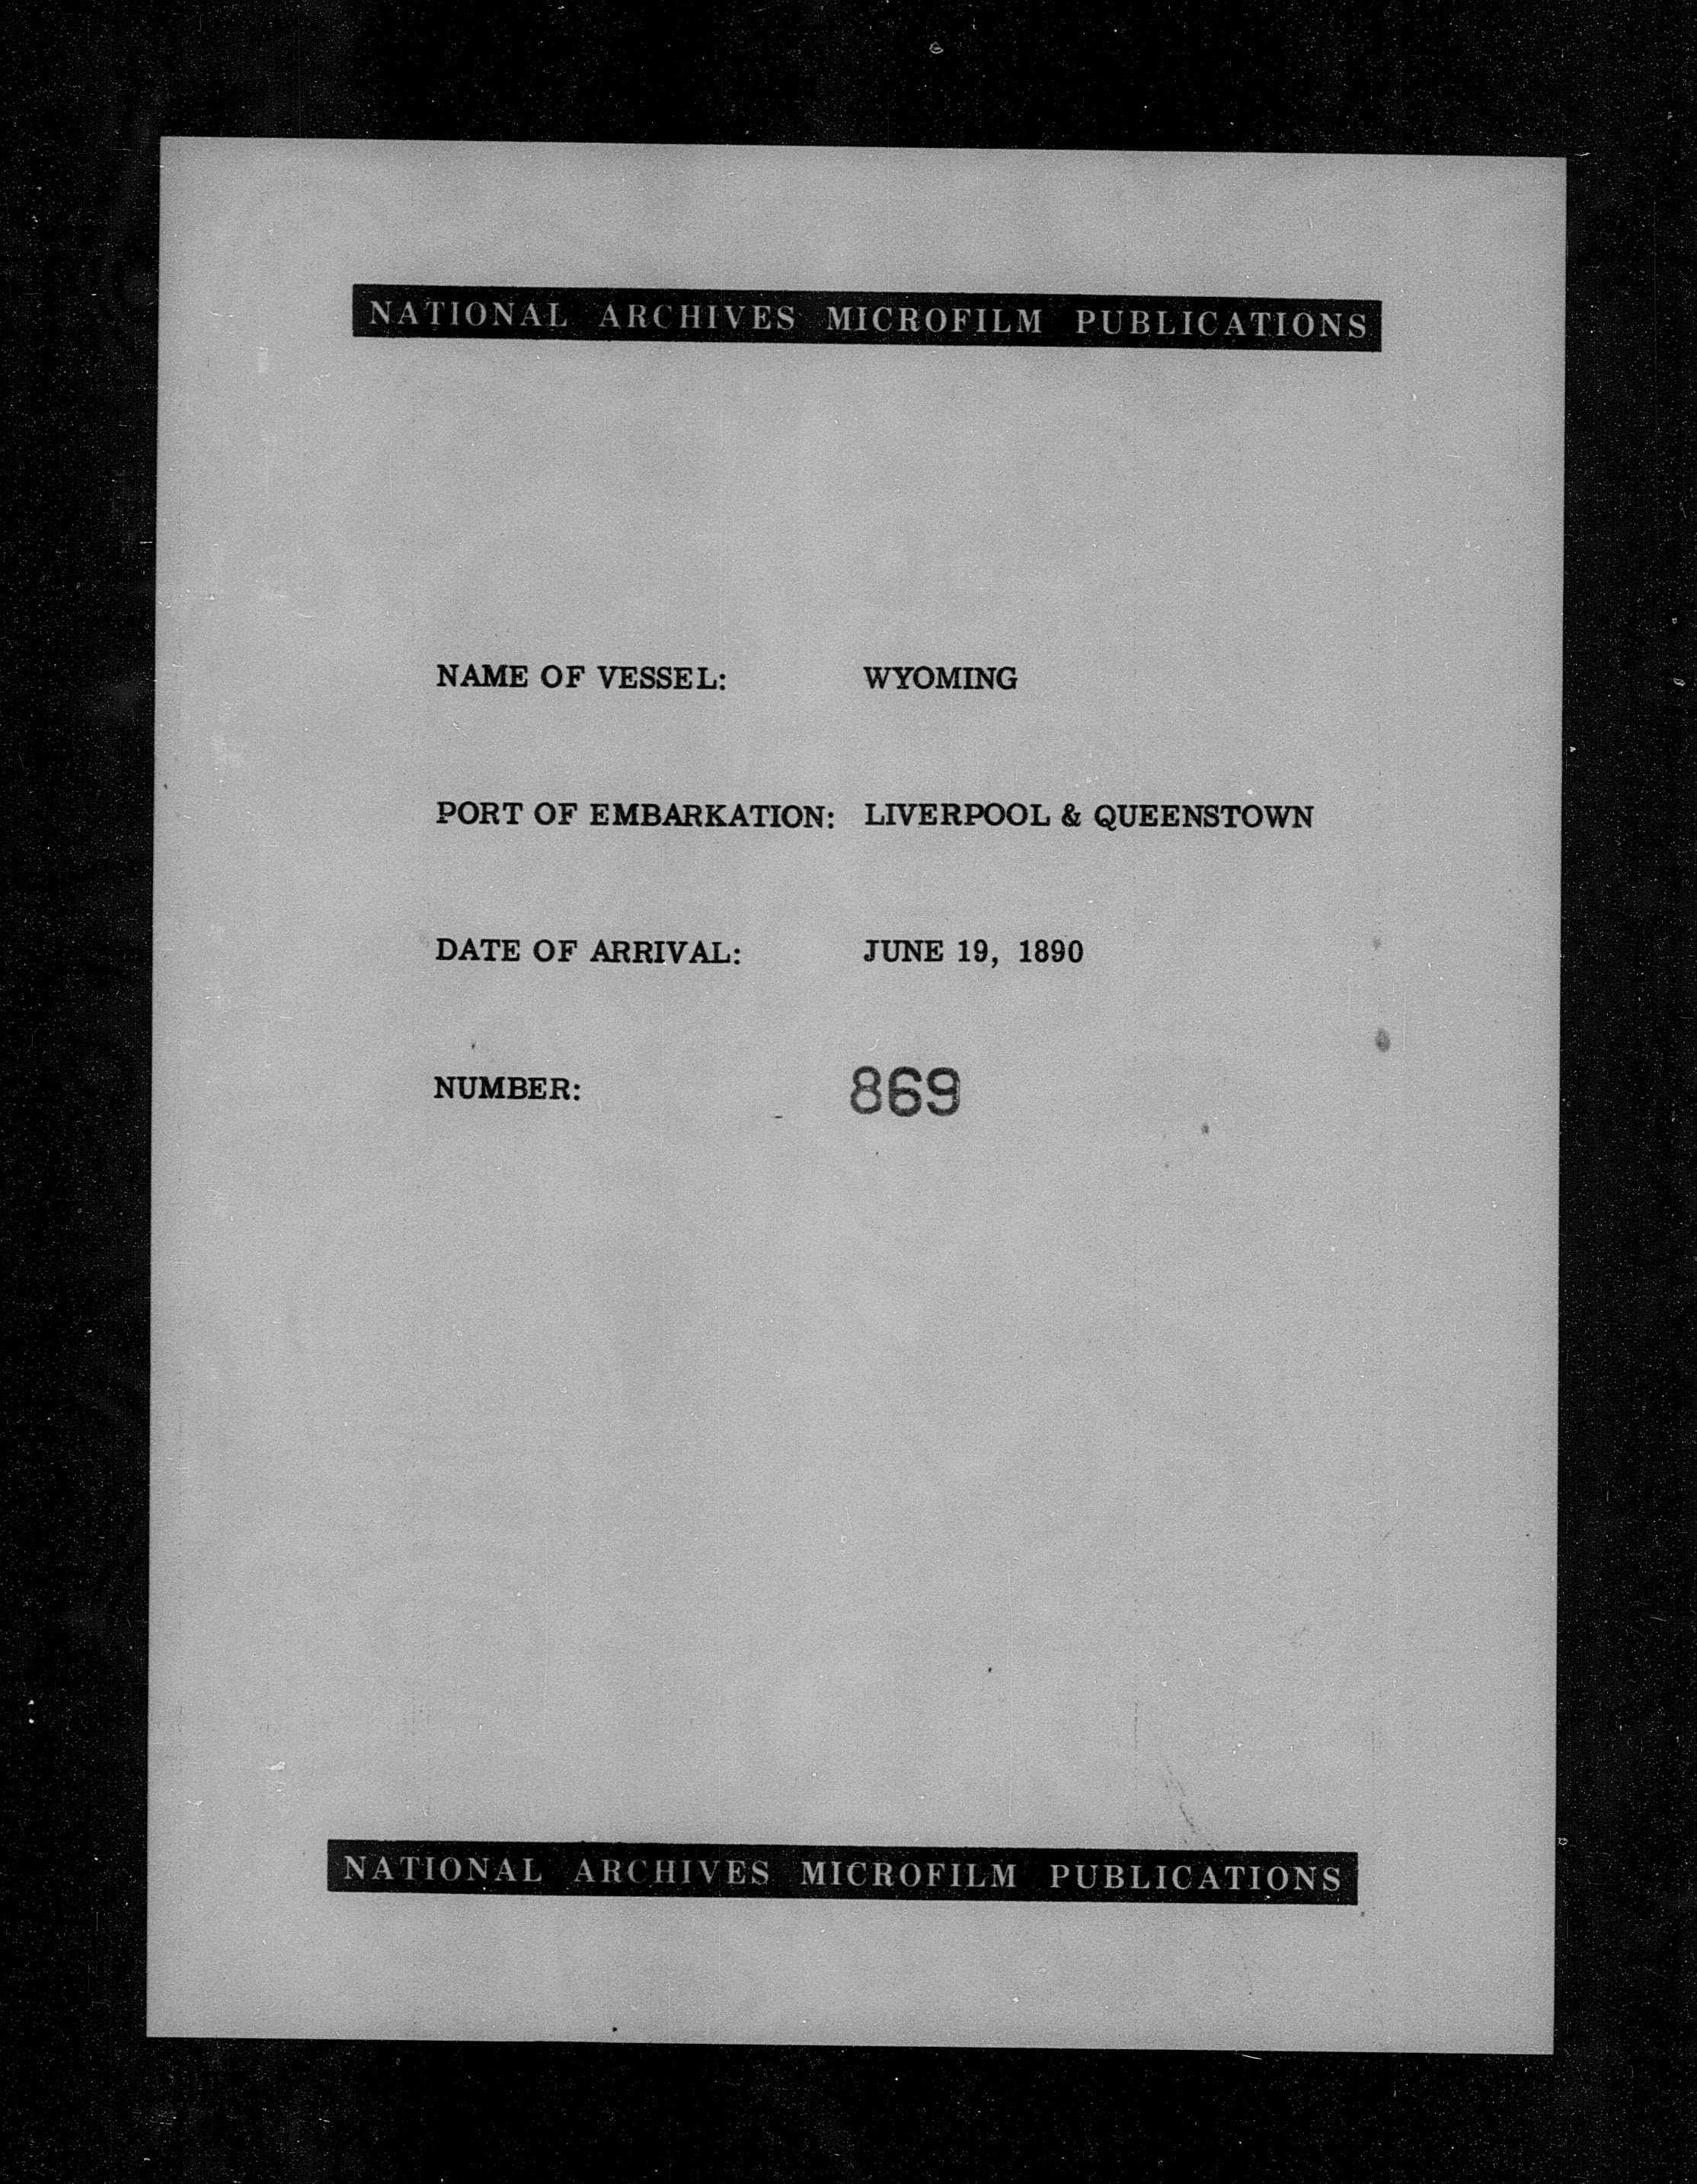 NATIONAL ARCHIVES MICROFILM PUBLICATIONS
NAME OF VESSEL: WYOMING
PORT OF EMBARKATION: LIVERPOOL & QUEENSTOWN
DATE OF ARRIVAL: JUNE 19, 1890
NUMBER: 869
NATIONAL ARCHIVES MICROFILM PUBLICATIONS